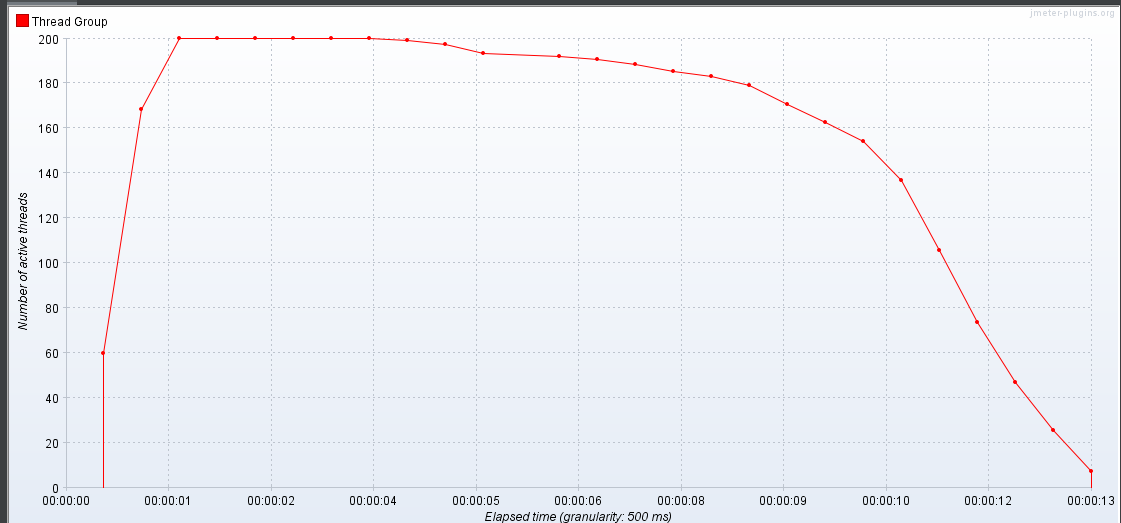 jmeter-plugins.org
Thread Group
200
180
160
140
120
100
80
60
40
20
0
Number of active threads
00:00:00 00:00:01 00:00:02 00:00:04 00:00:05 00:00:06 00:00:08 00:00:09 00:00:10 00:00:12 00:00:13
Elapsed time (granularity: 500 ms)